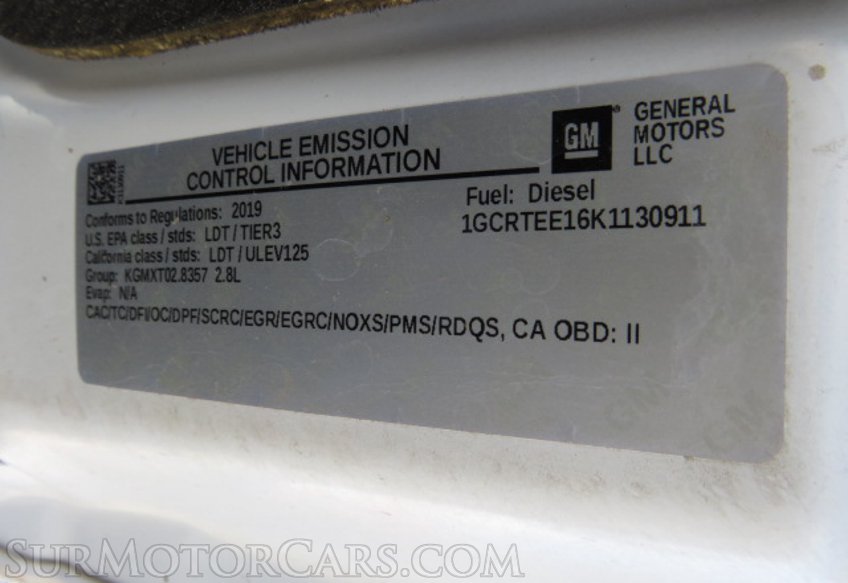 VEHICLE EMISSION
CONTROL INFORMATION
GM
GENERAL
MOTORS
LLC
Conforms to Regulations: 2019
U.S. EPA class / stds: LDT / TIER3
California class / stds: LDT / ULEV125
Group: KGMXT02.8357 2.8L
Evap: N/A
Fuel: Diesel
1GCRTEE16K1130911
CAC/TC/DFI/OC/DPF/SCRC/EGR/EGRC/NOXS/PMS/RDQS, CA OBD: II
GM
GM
SURMOTORCARS.COM